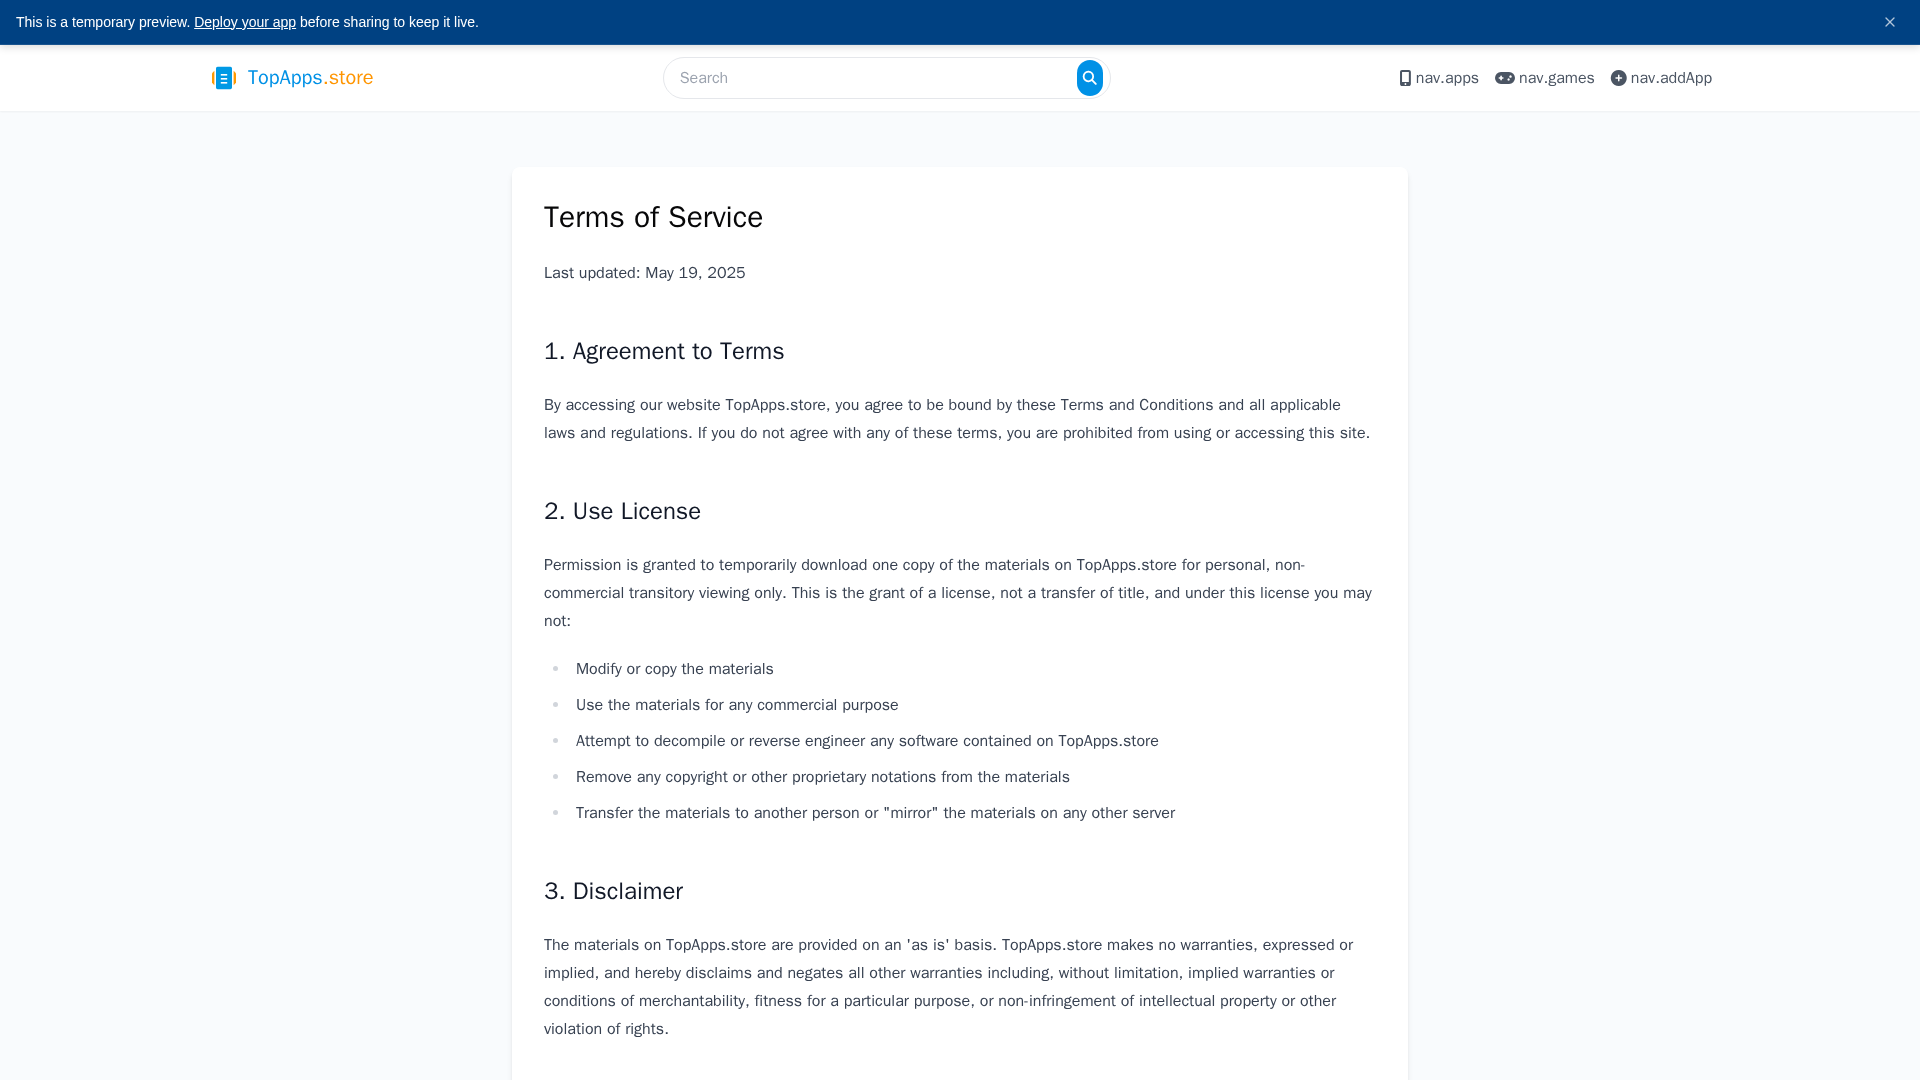 This is a temporary preview. Deploy your app before sharing to keep it live.
×
TopApps.store
Search
nav.apps
nav.games
nav.addApp
Terms of Service
Last updated: May 19, 2025
1. Agreement to Terms
By accessing our website TopApps.store, you agree to be bound by these Terms and Conditions and all applicable
laws and regulations. If you do not agree with any of these terms, you are prohibited from using or accessing this site.
2. Use License
Permission is granted to temporarily download one copy of the materials on TopApps.store for personal, non-
commercial transitory viewing only. This is the grant of a license, not a transfer of title, and under this license you may
not:
Modify or copy the materials
Use the materials for any commercial purpose
Attempt to decompile or reverse engineer any software contained on TopApps.store
Remove any copyright or other proprietary notations from the materials
Transfer the materials to another person or "mirror" the materials on any other server
3. Disclaimer
The materials on TopApps.store are provided on an 'as is' basis. TopApps.store makes no warranties, expressed or
implied, and hereby disclaims and negates all other warranties including, without limitation, implied warranties or
conditions of merchantability, fitness for a particular purpose, or non-infringement of intellectual property or other
violation of rights.